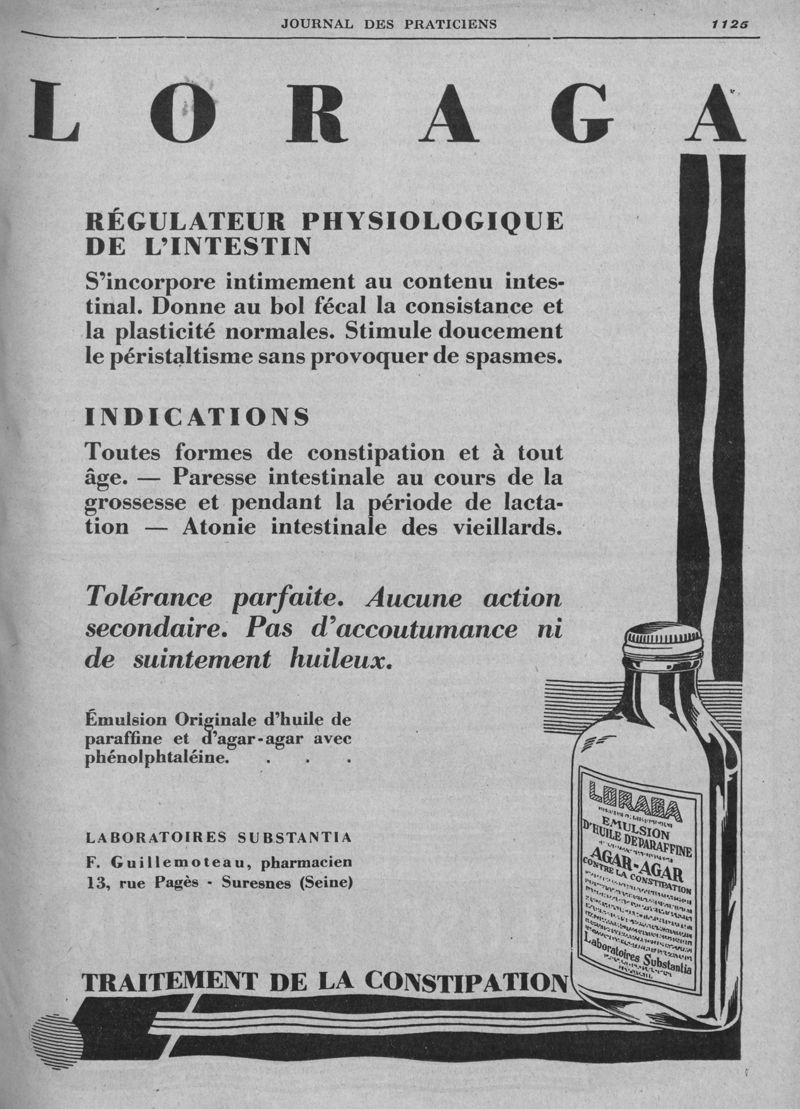 JOURNAL DES PRATICIENS 1125
LORAGA
RÉGULATEUR PHYSIOLOGIQUE
DE L'INTESTIN
S'incorpore intimement au contenu intes-
tinal. Donne au bol fécal la consistance et
la plasticité normales. Stimule doucement
le péristaltisme sans provoquer de spasmes.
INDICATIONS
Toutes formes de constipation et à tout
âge. — Paresse intestinale au cours de la
grossesse et pendant la période de lacta-
tion — Atonie intestinale des vieillards.
Tolérance parfaite. Aucune action
secondaire. Pas d'accoutumance ni
de suintement huileux.
Émulsion Originale d'huile de
paraffine et d'agar-agar avec
phénolphtaléine. . . .
LABORATOIRES SUBSTANTIA
F. Guillemoteau, pharmacien
13, rue Pagès - Suresnes (Seine)
LORAGA
EMULSION
D'HUILE DE PARAFFINE
AGAR-AGAR
CONTRE LA CONSTIPATION
Laboratoires Substantia
TRAITEMENT DE LA CONSTIPATION